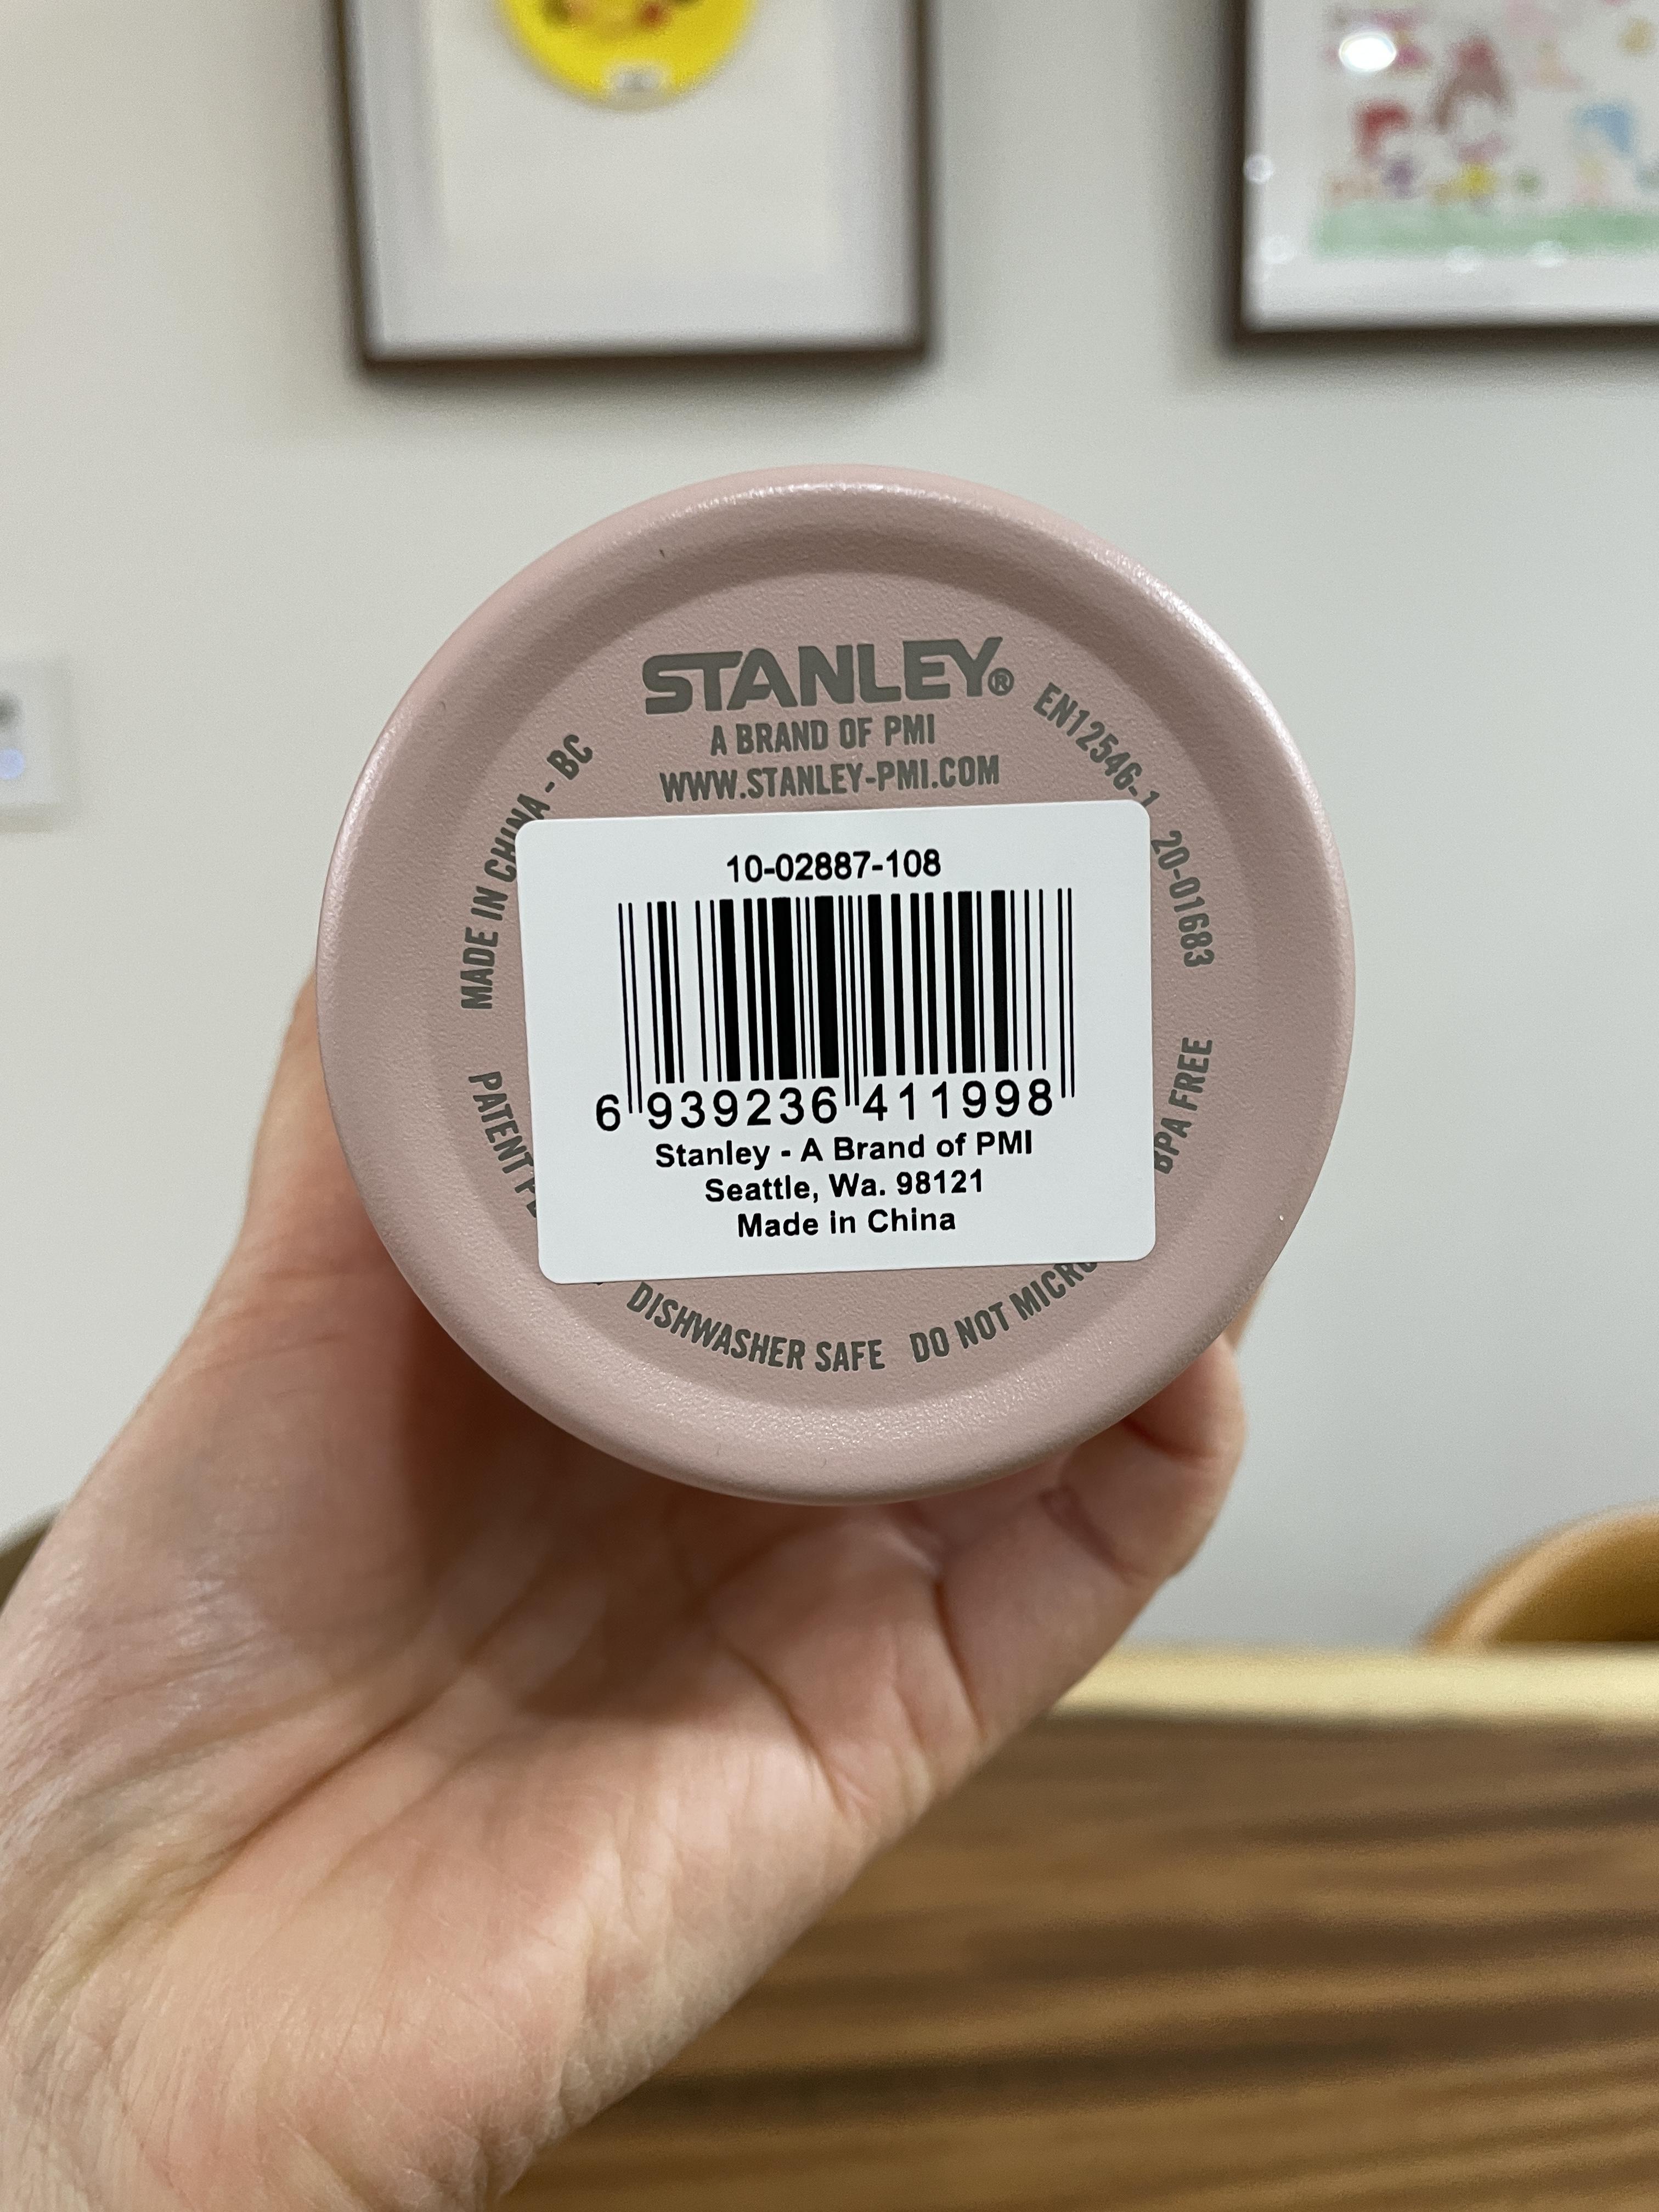 STANLEY®
A BRAND OF PMI
WWW.STANLEY-PMI.COM
EN12546-1
20-01683
BPA FREE
DO NOT
DISHWASHER SAFE
PATENT
MADE IN CHINA - BC
10-02887-108
6 939236 411998
Stanley - A Brand of PMI
Seattle, Wa. 98121
Made in China